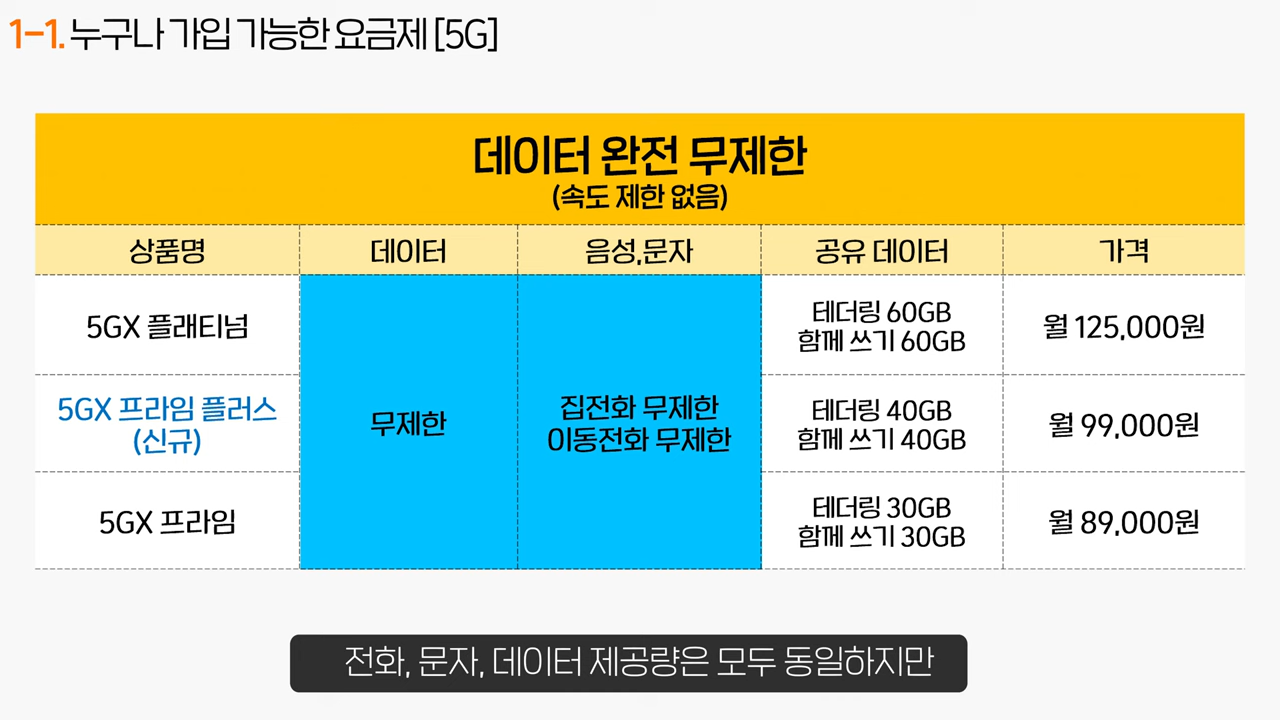 1-1. 누구나 가입 가능한 요금제 [5G]
데이터 완전 무제한
(속도 제한 없음)
상품명 데이터 음성,문자 공유 데이터 가격
5GX 플래티넘
테더링 60GB
함께 쓰기 60GB
월 125,000원
5GX 프라임 플러스
(신규)
무제한
집전화 무제한
이동전화 무제한
테더링 40GB
함께 쓰기 40GB
월 99,000원
5GX 프라임
테더링 30GB
함께 쓰기 30GB
월 89,000원
전화, 문자, 데이터 제공량은 모두 동일하지만